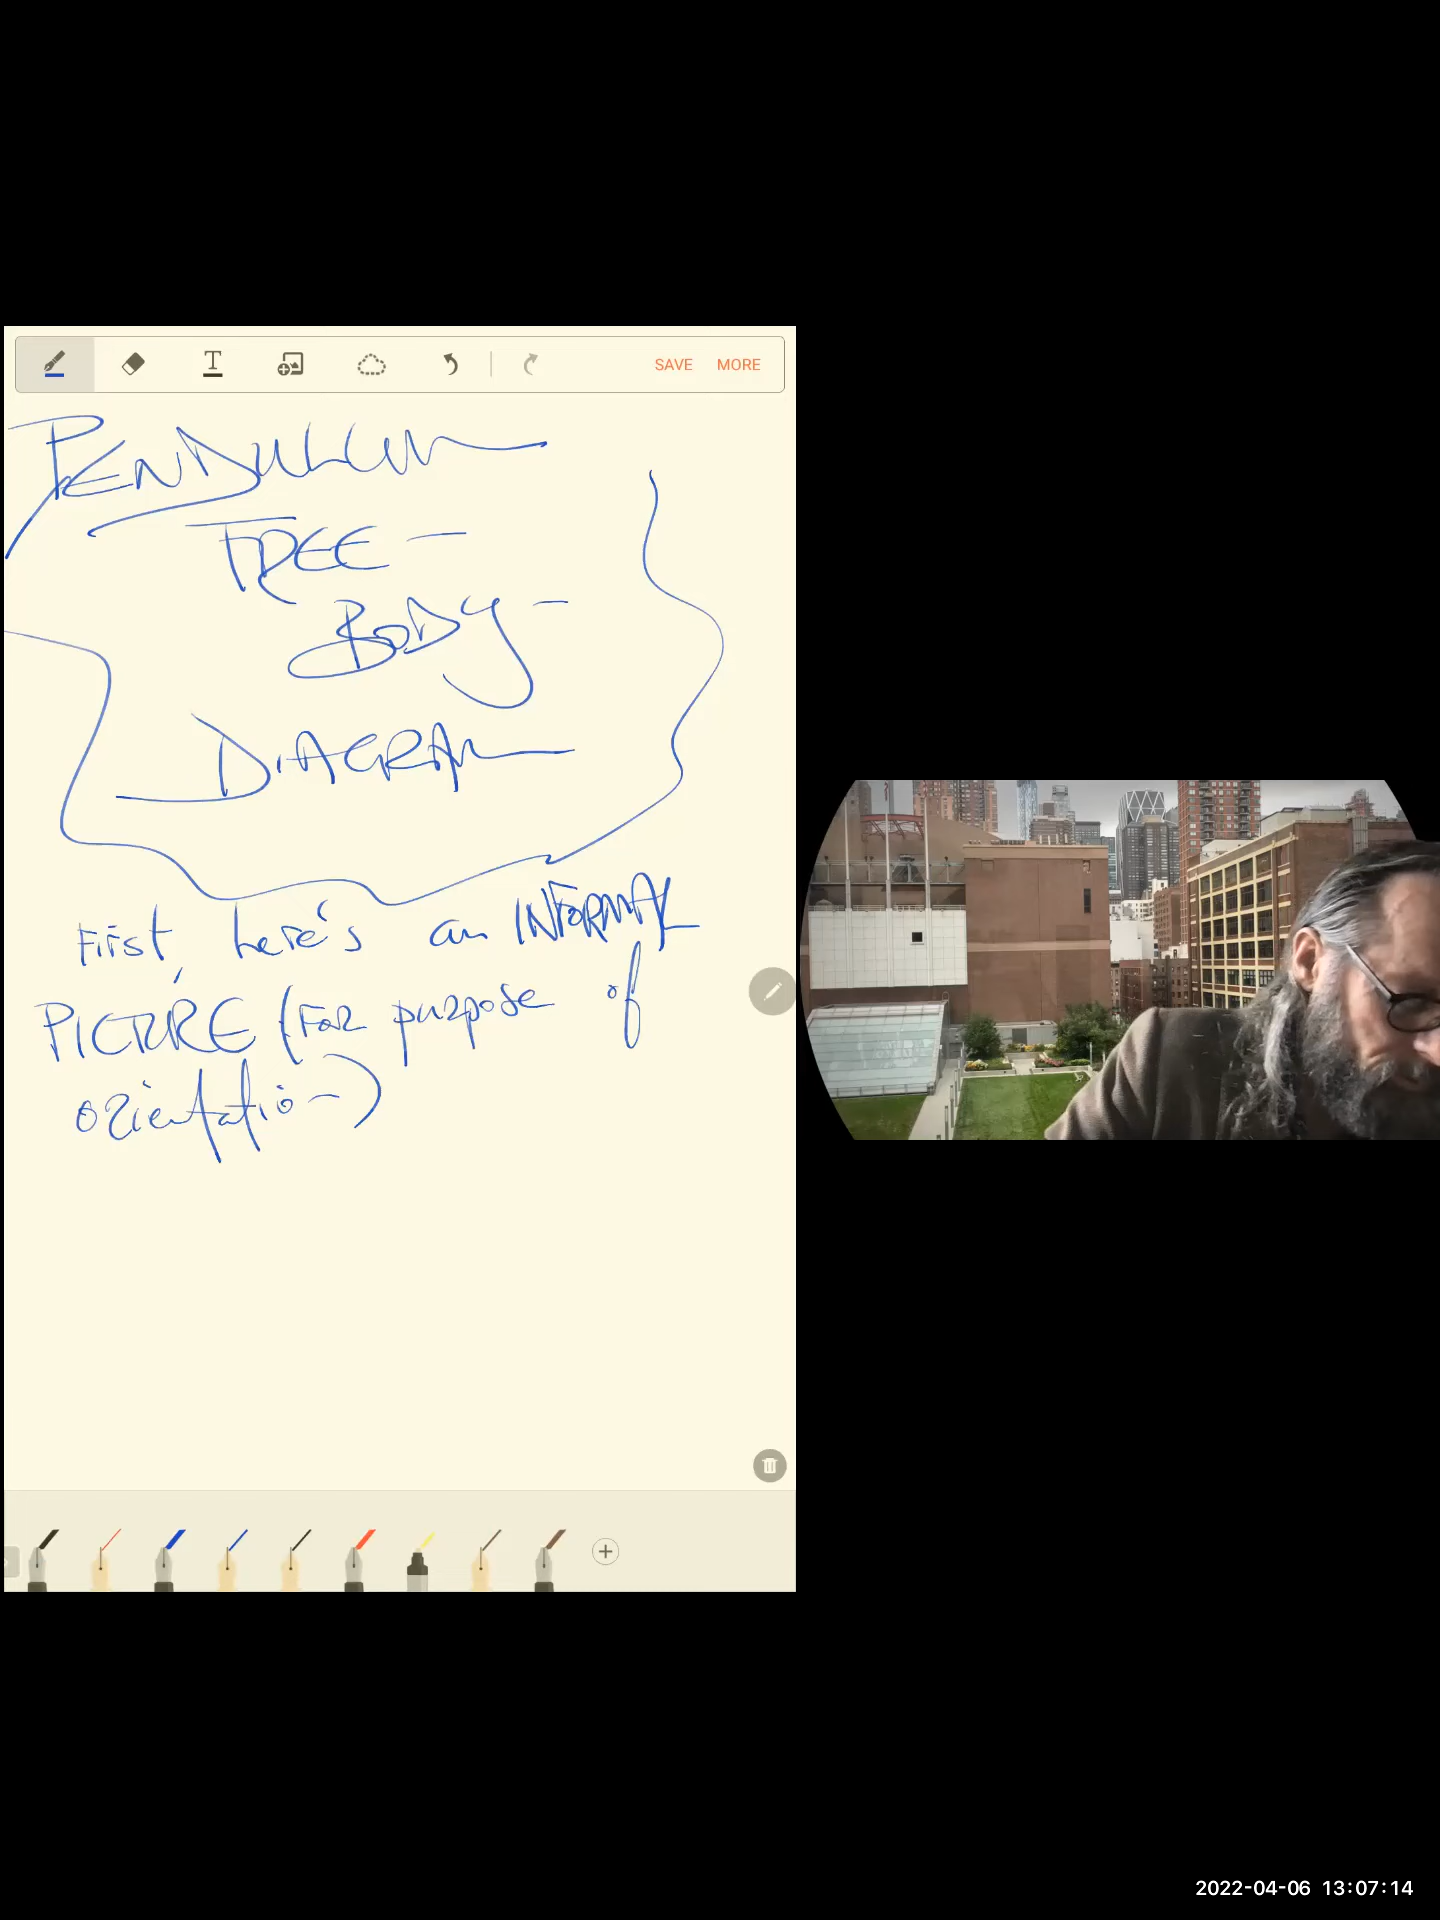 SAVE MORE
PENDULUM
FREE-
BODY-
DIAGRAM
First, here's an INFORMAL
PICTURE (FOR purpose of
orientation)
2022-04-06 13:07:14